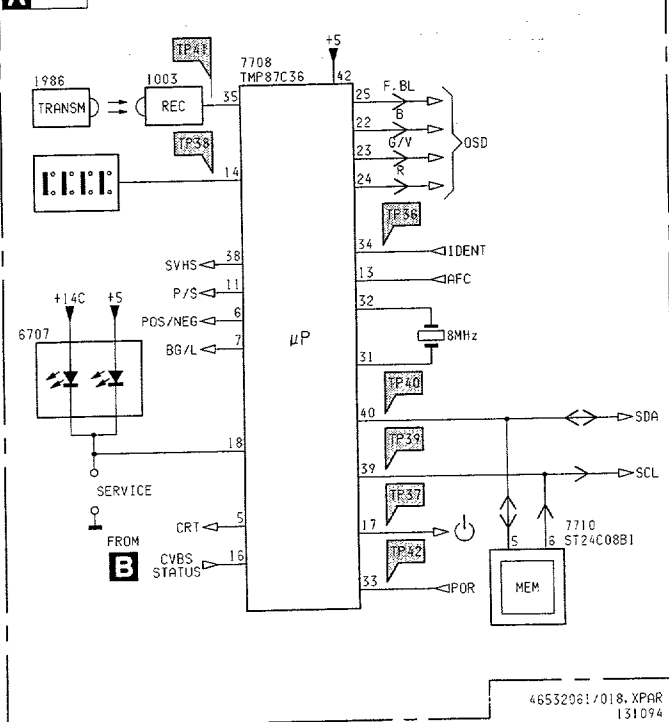 A
+5
TP41
7708
TMP87C36
42
1986
1003
TRANSM
REC
35
25
F.BL
22
B
23
G/V
24
R
OSD
TP38
14
TP36
34
IDENT
13
AFC
SVHS
38
P/S
11
POS/NEG
6
BG/L
7
µP
32
31
8MHz
+14C
+5
6707
TP40
40
SDA
TP39
39
SCL
18
SERVICE
TP37
17
CRT
5
FROM
B
CVBS
STATUS
16
TP42
33
POR
7710
ST24C08B1
5
6
MEM
46532061/018.XPAR
131094